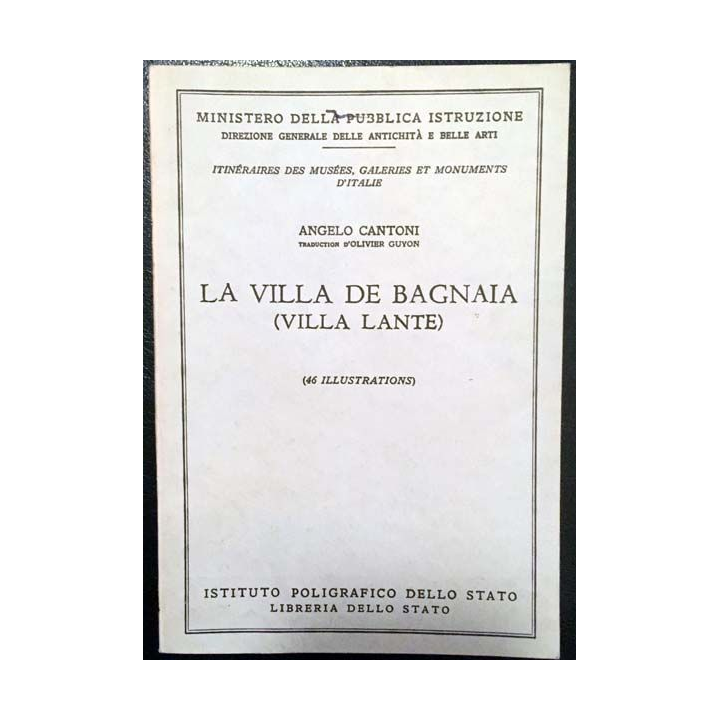 MINISTERO DELLA PUBBLICA ISTRUZIONE
DIREZIONE GENERALE DELLE ANTICHITÀ E BELLE ARTI
ITINÉRAIRES DES MUSÉES, GALERIES ET MONUMENTS
D'ITALIE
ANGELO CANTONI
TRADUCTION D'OLIVIER GUYON
LA VILLA DE BAGNAIA
(VILLA LANTE)
(46 ILLUSTRATIONS)
ISTITUTO POLIGRAFICO DELLO STATO
LIBRERIA DELLO STATO